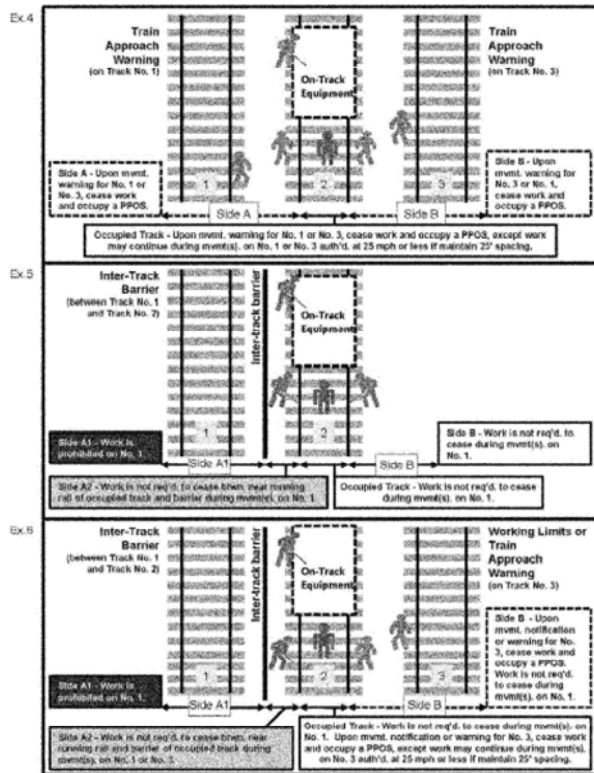 Ex.4
Train
Approach
Warning
(on Track No. 1)
On-Track
Equipment
Train
Approach
Warning
(on Track No. 3)
Side A - Upon mvmt.
warning for No. 1 or
No. 3, cease work
and occupy a PPOS.
1
2
3
Side B - Upon
mvmt. warning for
No. 3 or No. 1,
cease work and
occupy a PPOS.
Side A
Side B
Occupied Track - Upon mvmt. warning for No. 1 or No. 3, cease work and occupy a PPOS, except work
may continue during mvmt(s). on No. 1 or No. 3 auth'd. at 25 mph or less if maintain 25' spacing.
Ex.5
Inter-Track
Barrier
(between Track No. 1
and Track No. 2)
Inter-track barrier
On-Track
Equipment
1
2
Side A1 - Work is
prohibited on No. 1.
Side A1
Side B
Side B - Work is not req'd. to
cease during mvmt(s). on
No. 1.
Side A2 - Work is not req'd. to cease btwn. near running
rail of occupied track and barrier during mvmt(s). on No. 1.
Occupied Track - Work is not req'd. to cease
during mvmt(s). on No. 1.
Ex.6
Inter-Track
Barrier
(between Track No. 1
and Track No. 2)
Inter-track barrier
On-Track
Equipment
Working Limits or
Train
Approach
Warning
(on Track No. 3)
Side B - Upon
mvmt. notification
or warning for No.
3, cease work and
occupy a PPOS.
Work is not req'd.
to cease during
mvmt(s). on No. 1.
1
2
3
Side A1 - Work is
prohibited on No. 1.
Side A1
Side B
Side A2 - Work is not req'd. to cease btwn. near
running rail and barrier of occupied track during
mvmt(s). on No. 1 or No. 3.
Occupied Track - Work is not req'd. to cease during mvmt(s). on
No. 1. Upon mvmt. notification or warning for No. 3, cease work
and occupy a PPOS, except work may continue during mvmt(s).
on No. 3 auth'd. at 25 mph or less if maintain 25' spacing.